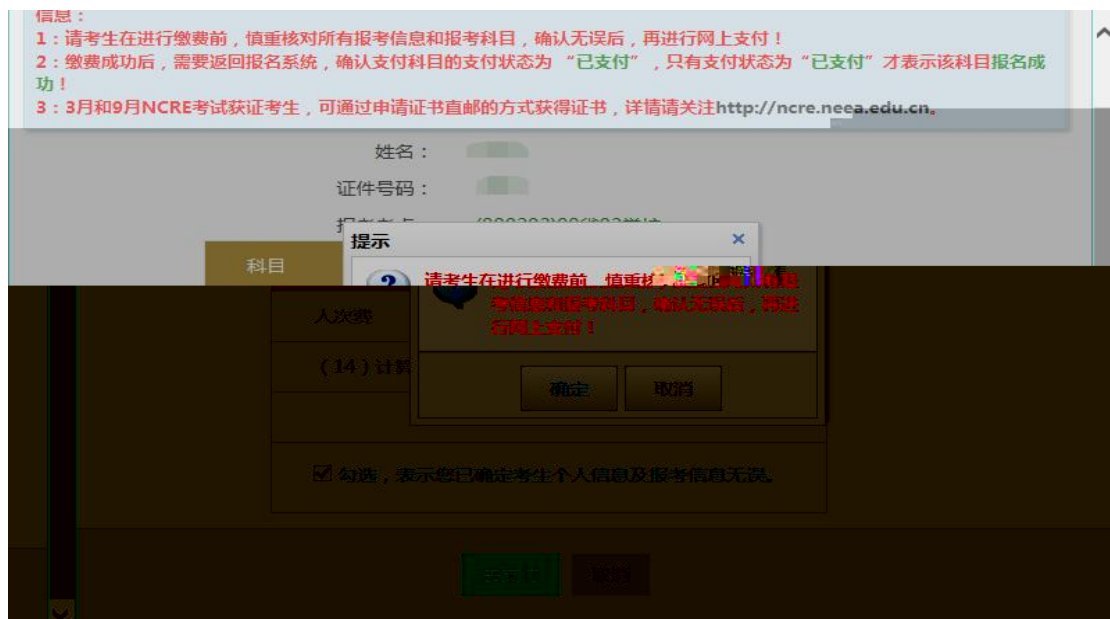 信息：
1：请考生在进行缴费前，慎重核对所有报考信息和报考科目，确认无误后，再进行网上支付！
2：缴费成功后，需要返回报名系统，确认支付科目的支付状态为 “已支付” ，只有支付状态为 “已支付” 才表示该科目报名成
功！
3：3月和9月NCRE考试获证考生，可通过申请证书直邮的方式获得证书，详情请关注http://ncre.neea.edu.cn。
姓名：
证件号码：
提示
×
科目
请考生在进行缴费前，慎重核
考信息和报考科目，确认无误后，再进
行网上支付！
人次费
（14）计算
确定
取消
勾选，表示您已确定考生个人信息及报考信息无误。
取消